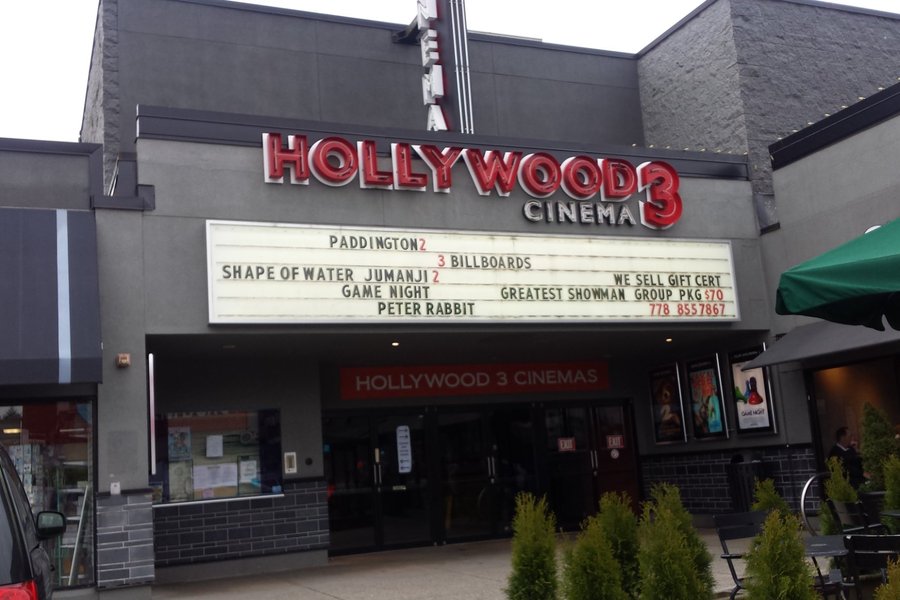 NEMA
HOLLYWOOD 3
CINEMA
PADDINGTON 2
3 BILLBOARDS
SHAPE OF WATER JUMANJI 2 WE SELL GIFT CERT
GAME NIGHT GREATEST SHOWMAN GROUP PKG $70
PETER RABBIT 778 8557867
HOLLYWOOD 3 CINEMAS
EXIT
EXIT
GAME NIGHT